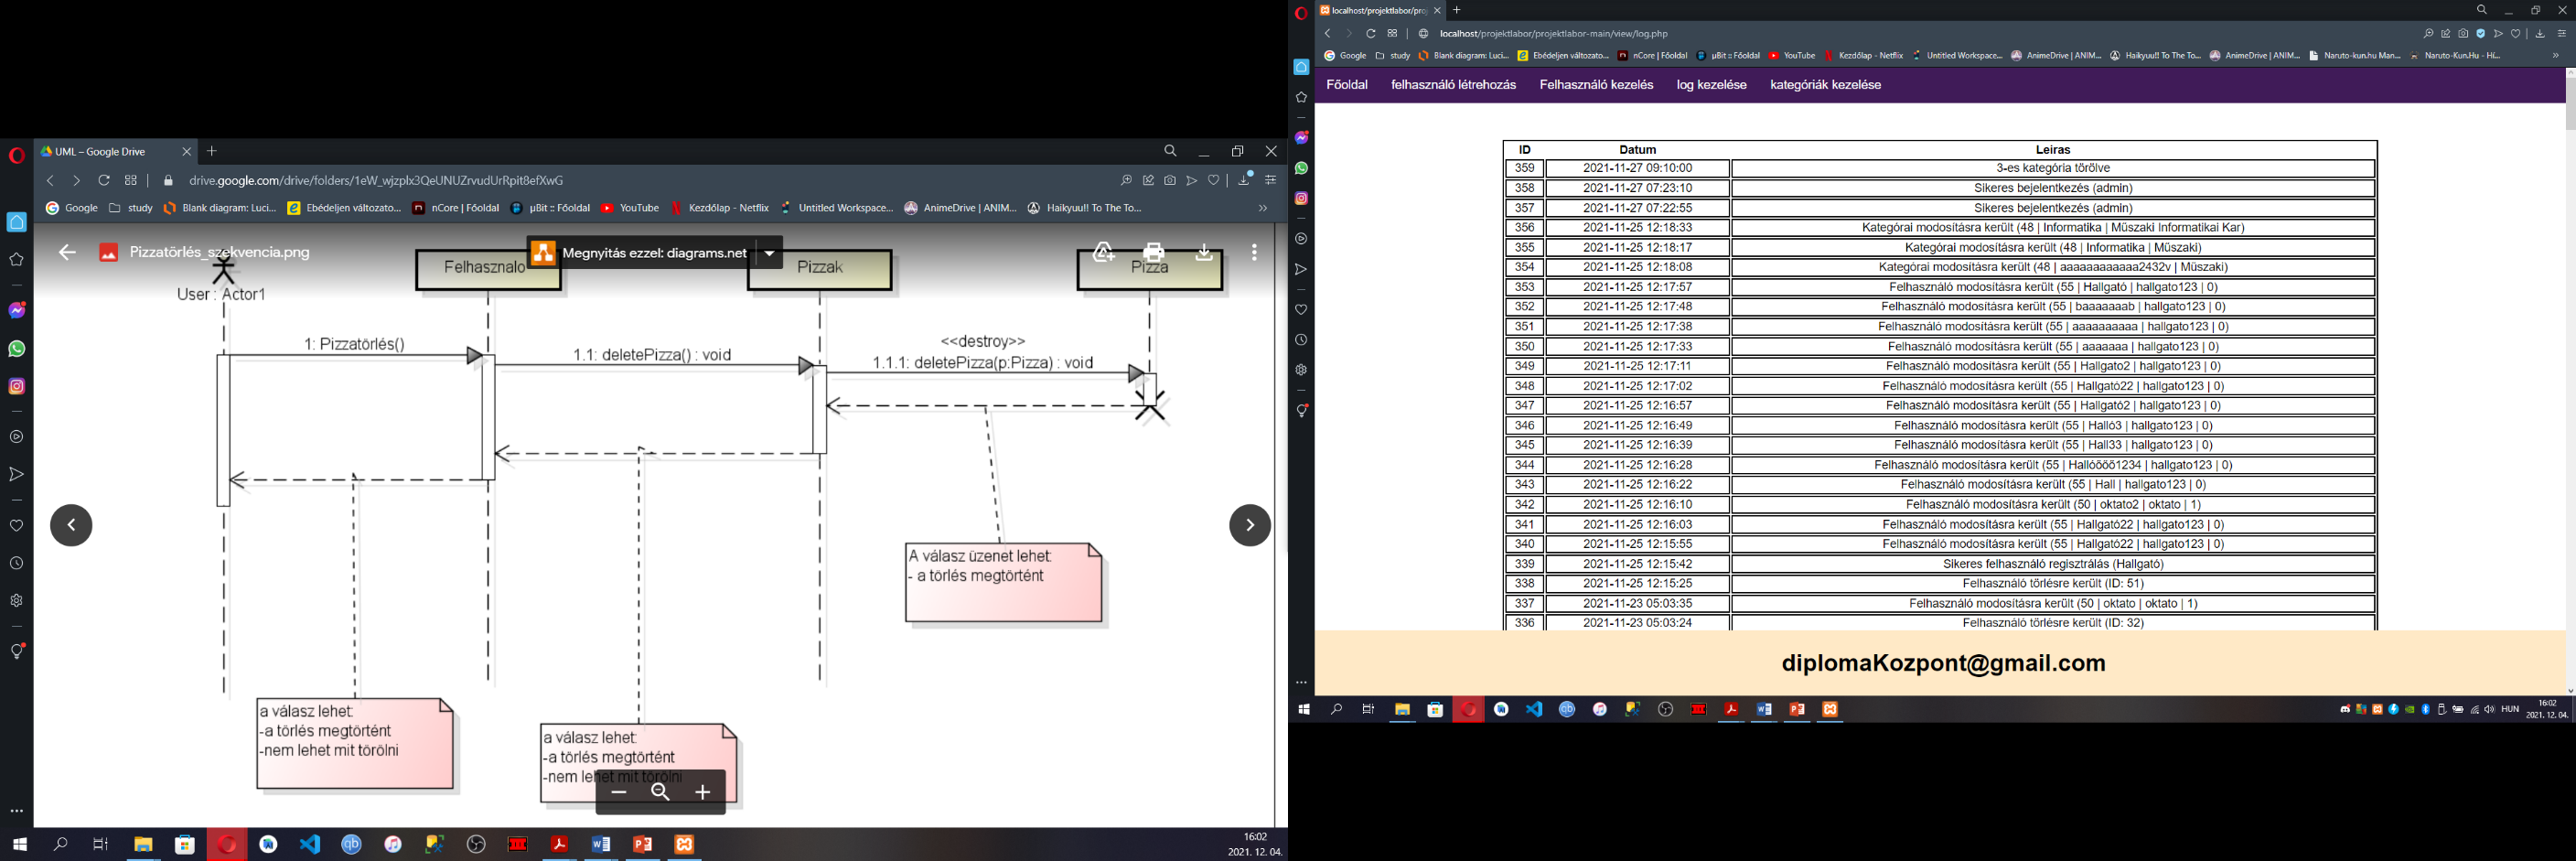 UML – Google Drive
drive.google.com/drive/folders/1eW_wjzplx3QeUNUZrvudUrRpit8efXwG
Google
study
Blank diagram: Luci...
Ebédeljen változato...
nCore | Főoldal
µBit :: Főoldal
YouTube
Kezdőlap - Netflix
Untitled Workspace...
AnimeDrive | ANIM...
Haikyuu!! To The To...
Pizzatörlés_szekvencia.png
Megnyitás ezzel: diagrams.net
User : Actor1
Felhasznalo
Pizzak
Pizza
1: Pizzatörlés()
1.1: deletePizza() : void
<<destroy>>
1.1.1: deletePizza(p:Pizza) : void
A válasz üzenet lehet:
- a törlés megtörtént
a válasz lehet:
-a törlés megtörtént
-nem lehet mit törölni
a válasz lehet:
-a törlés megtörtént
-nem lehet mit törölni
16:02
2021. 12. 04.
localhost/projektlabor/proj
localhost/projektlabor/projektlabor-main/view/log.php
Google
study
Blank diagram: Luci...
Ebédeljen változato...
nCore | Főoldal
µBit :: Főoldal
YouTube
Kezdőlap - Netflix
Untitled Workspace...
AnimeDrive | ANIM...
Haikyuu!! To The To...
AnimeDrive | ANIM...
Naruto-kun.hu Man...
Naruto-Kun.Hu - Hi...
Főoldal felhasználó létrehozás Felhasználó kezelés log kezelése kategóriák kezelése
ID Datum Leiras
359 2021-11-27 09:10:00 3-es kategória törölve
358 2021-11-27 07:23:10 Sikeres bejelentkezés (admin)
357 2021-11-27 07:22:55 Sikeres bejelentkezés (admin)
356 2021-11-25 12:18:33 Kategórai modosításra került (48 | Informatika | Műszaki Informatikai Kar)
355 2021-11-25 12:18:17 Kategórai modosításra került (48 | Informatika | Müszaki)
354 2021-11-25 12:18:08 Kategórai modosításra került (48 | aaaaaaaaaaaa2432v | Müszaki)
353 2021-11-25 12:17:57 Felhasználó modosításra került (55 | Hallgató | hallgato123 | 0)
352 2021-11-25 12:17:48 Felhasználó modosításra került (55 | baaaaaaab | hallgato123 | 0)
351 2021-11-25 12:17:38 Felhasználó modosításra került (55 | aaaaaaaaaa | hallgato123 | 0)
350 2021-11-25 12:17:33 Felhasználó modosításra került (55 | aaaaaaa | hallgato123 | 0)
349 2021-11-25 12:17:11 Felhasználó modosításra került (55 | Hallgato2 | hallgato123 | 0)
348 2021-11-25 12:17:02 Felhasználó modosításra került (55 | Hallgató22 | hallgato123 | 0)
347 2021-11-25 12:16:57 Felhasználó modosításra került (55 | Hallgató2 | hallgato123 | 0)
346 2021-11-25 12:16:49 Felhasználó modosításra került (55 | Halló3 | hallgato123 | 0)
345 2021-11-25 12:16:39 Felhasználó modosításra került (55 | Hall33 | hallgato123 | 0)
344 2021-11-25 12:16:28 Felhasználó modosításra került (55 | Hallóőöő1234 | hallgato123 | 0)
343 2021-11-25 12:16:22 Felhasználó modosításra került (55 | Hall | hallgato123 | 0)
342 2021-11-25 12:16:10 Felhasználó modosításra került (50 | oktato2 | oktato | 1)
341 2021-11-25 12:16:03 Felhasználó modosításra került (55 | Hallgató22 | hallgato123 | 0)
340 2021-11-25 12:15:55 Felhasználó modosításra került (55 | Hallgató22 | hallgato123 | 0)
339 2021-11-25 12:15:42 Sikeres felhasználó regisztrálás (Hallgató)
338 2021-11-25 12:15:25 Felhasználó törlésre került (ID: 51)
337 2021-11-23 05:03:35 Felhasználó modosításra került (50 | oktato | oktato | 1)
336 2021-11-23 05:03:24 Felhasználó törlésre került (ID: 32)
diplomaKozpont@gmail.com
HUN
16:02
2021. 12. 04.